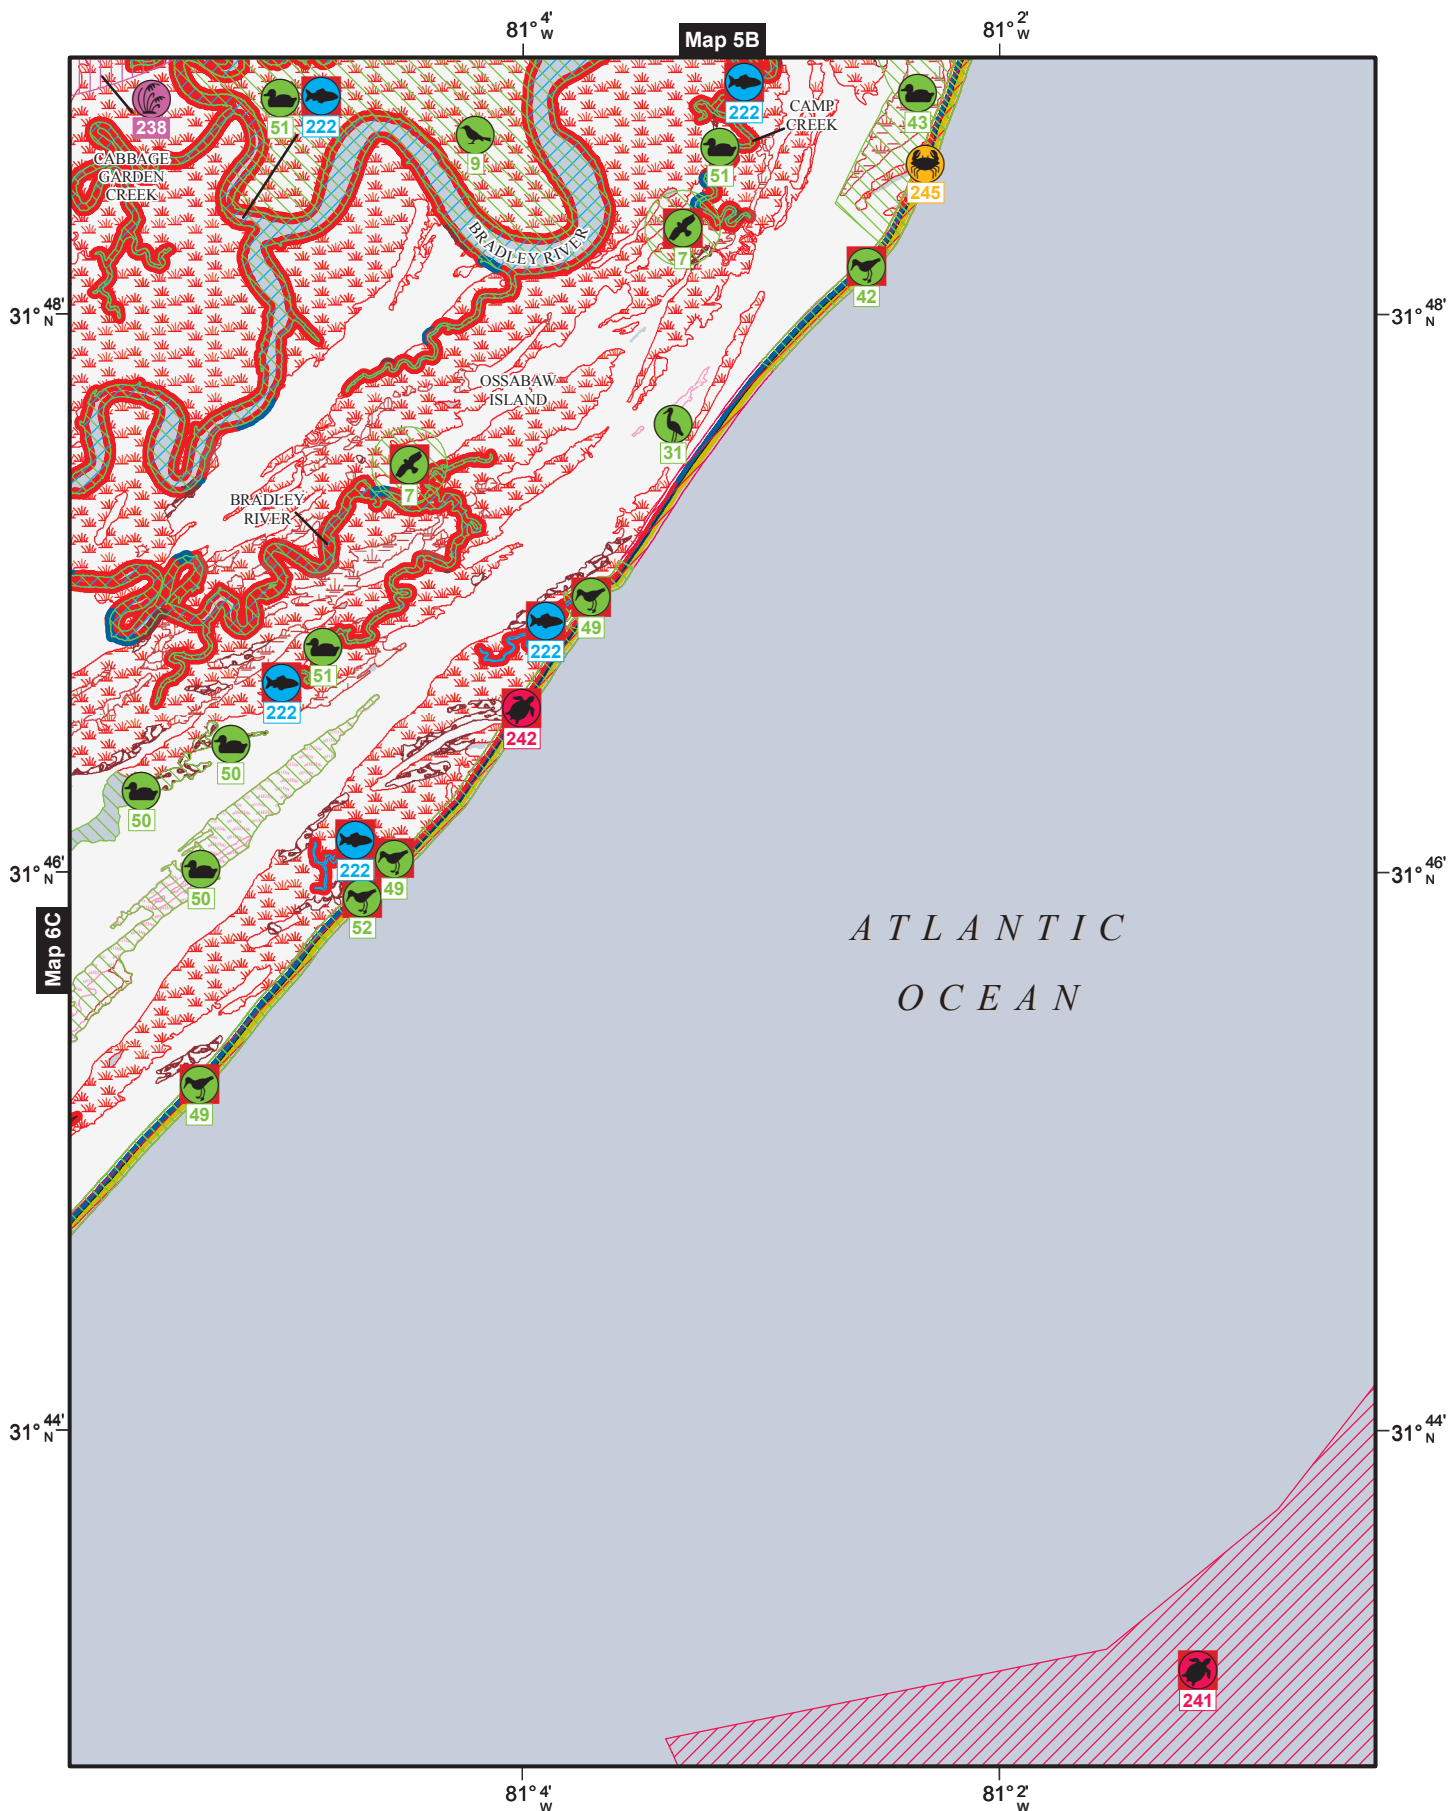 81° 4' W
Map 5B
81° 2' W
222
CAMP
CREEK
43
238
51
222
9
51
245
CABBAGE
GARDEN
CREEK
BRADLEY RIVER
7
42
31° 48' N
31° 48' N
OSSABAW
ISLAND
31
7
BRADLEY
RIVER
49
222
51
222
242
50
50
222
49
31° 46' N
31° 46' N
50
52
Map 6C
ATLANTIC
OCEAN
49
31° 44' N
31° 44' N
241
81° 4' W
81° 2' W